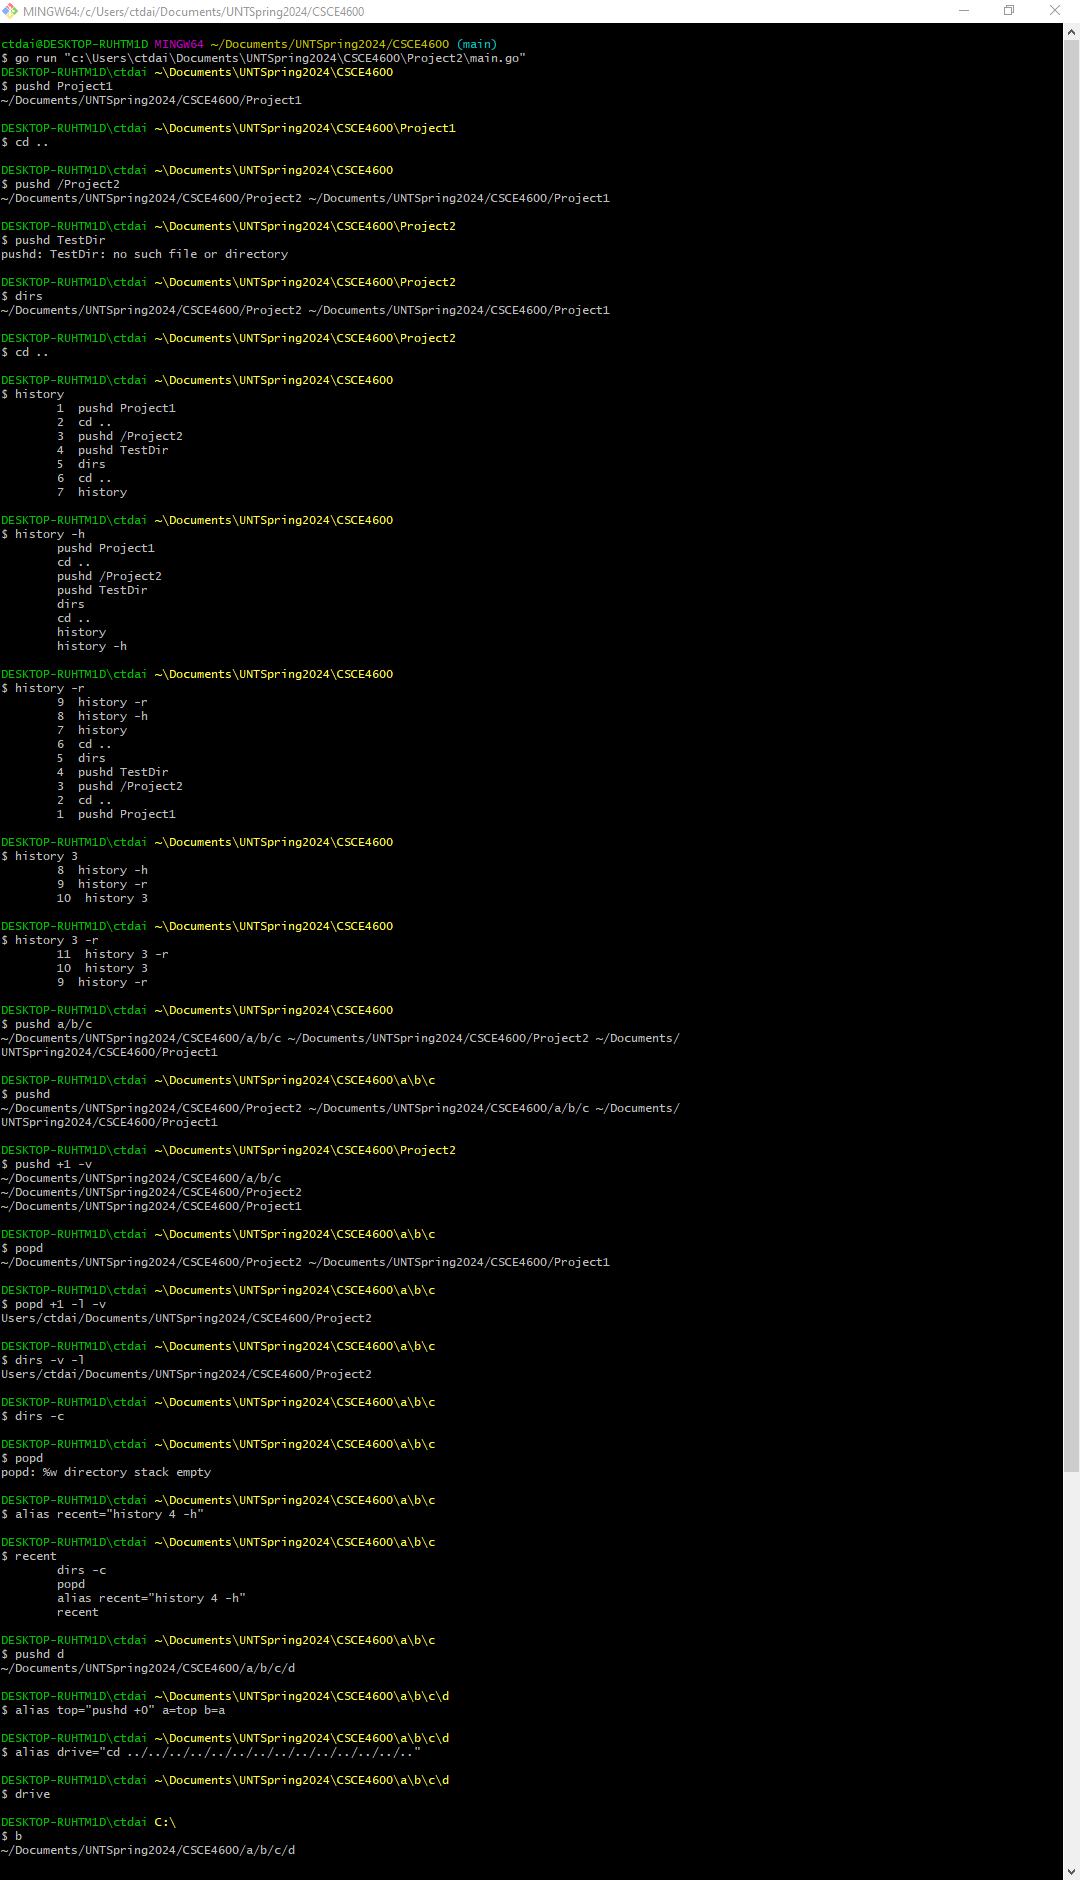 MINGW64:/c/Users/ctdai/Documents/UNTSpring2024/CSCE4600
ctdai@DESKTOP-RUHTM1D MINGW64 ~/Documents/UNTSpring2024/CSCE4600 (main)
$ go run "c:\Users\ctdai\Documents\UNTSpring2024\CSCE4600\Project2\main.go"
DESKTOP-RUHTM1D\ctdai ~\Documents\UNTSpring2024\CSCE4600
$ pushd Project1
~/Documents/UNTSpring2024/CSCE4600/Project1

DESKTOP-RUHTM1D\ctdai ~\Documents\UNTSpring2024\CSCE4600\Project1
$ cd ..

DESKTOP-RUHTM1D\ctdai ~\Documents\UNTSpring2024\CSCE4600
$ pushd /Project2
~/Documents/UNTSpring2024/CSCE4600/Project2 ~/Documents/UNTSpring2024/CSCE4600/Project1

DESKTOP-RUHTM1D\ctdai ~\Documents\UNTSpring2024\CSCE4600\Project2
$ pushd TestDir
pushd: TestDir: no such file or directory

DESKTOP-RUHTM1D\ctdai ~\Documents\UNTSpring2024\CSCE4600\Project2
$ dirs
~/Documents/UNTSpring2024/CSCE4600/Project2 ~/Documents/UNTSpring2024/CSCE4600/Project1

DESKTOP-RUHTM1D\ctdai ~\Documents\UNTSpring2024\CSCE4600\Project2
$ cd ..

DESKTOP-RUHTM1D\ctdai ~\Documents\UNTSpring2024\CSCE4600
$ history
        1  pushd Project1
        2  cd ..
        3  pushd /Project2
        4  pushd TestDir
        5  dirs
        6  cd ..
        7  history

DESKTOP-RUHTM1D\ctdai ~\Documents\UNTSpring2024\CSCE4600
$ history -h
        pushd Project1
        cd ..
        pushd /Project2
        pushd TestDir
        dirs
        cd ..
        history
        history -h

DESKTOP-RUHTM1D\ctdai ~\Documents\UNTSpring2024\CSCE4600
$ history -r
        9  history -r
        8  history -h
        7  history
        6  cd ..
        5  dirs
        4  pushd TestDir
        3  pushd /Project2
        2  cd ..
        1  pushd Project1

DESKTOP-RUHTM1D\ctdai ~\Documents\UNTSpring2024\CSCE4600
$ history 3
        8  history -h
        9  history -r
        10  history 3

DESKTOP-RUHTM1D\ctdai ~\Documents\UNTSpring2024\CSCE4600
$ history 3 -r
        11  history 3 -r
        10  history 3
        9  history -r

DESKTOP-RUHTM1D\ctdai ~\Documents\UNTSpring2024\CSCE4600
$ pushd a/b/c
~/Documents/UNTSpring2024/CSCE4600/a/b/c ~/Documents/UNTSpring2024/CSCE4600/Project2 ~/Documents/
UNTSpring2024/CSCE4600/Project1

DESKTOP-RUHTM1D\ctdai ~\Documents\UNTSpring2024\CSCE4600\a\b\c
$ pushd
~/Documents/UNTSpring2024/CSCE4600/Project2 ~/Documents/UNTSpring2024/CSCE4600/a/b/c ~/Documents/
UNTSpring2024/CSCE4600/Project1

DESKTOP-RUHTM1D\ctdai ~\Documents\UNTSpring2024\CSCE4600\Project2
$ pushd +1 -v
~/Documents/UNTSpring2024/CSCE4600/a/b/c
~/Documents/UNTSpring2024/CSCE4600/Project2
~/Documents/UNTSpring2024/CSCE4600/Project1

DESKTOP-RUHTM1D\ctdai ~\Documents\UNTSpring2024\CSCE4600\a\b\c
$ popd
~/Documents/UNTSpring2024/CSCE4600/Project2 ~/Documents/UNTSpring2024/CSCE4600/Project1

DESKTOP-RUHTM1D\ctdai ~\Documents\UNTSpring2024\CSCE4600\a\b\c
$ popd +1 -l -v
Users/ctdai/Documents/UNTSpring2024/CSCE4600/Project2

DESKTOP-RUHTM1D\ctdai ~\Documents\UNTSpring2024\CSCE4600\a\b\c
$ dirs -v -l
Users/ctdai/Documents/UNTSpring2024/CSCE4600/Project2

DESKTOP-RUHTM1D\ctdai ~\Documents\UNTSpring2024\CSCE4600\a\b\c
$ dirs -c

DESKTOP-RUHTM1D\ctdai ~\Documents\UNTSpring2024\CSCE4600\a\b\c
$ popd
popd: %w directory stack empty

DESKTOP-RUHTM1D\ctdai ~\Documents\UNTSpring2024\CSCE4600\a\b\c
$ alias recent="history 4 -h"

DESKTOP-RUHTM1D\ctdai ~\Documents\UNTSpring2024\CSCE4600\a\b\c
$ recent
        dirs -c
        popd
        alias recent="history 4 -h"
        recent

DESKTOP-RUHTM1D\ctdai ~\Documents\UNTSpring2024\CSCE4600\a\b\c
$ pushd d
~/Documents/UNTSpring2024/CSCE4600/a/b/c/d

DESKTOP-RUHTM1D\ctdai ~\Documents\UNTSpring2024\CSCE4600\a\b\c\d
$ alias top="pushd +0" a=top b=a

DESKTOP-RUHTM1D\ctdai ~\Documents\UNTSpring2024\CSCE4600\a\b\c\d
$ alias drive="cd ../../../../../../../../../../../../../.."

DESKTOP-RUHTM1D\ctdai ~\Documents\UNTSpring2024\CSCE4600\a\b\c\d
$ drive

DESKTOP-RUHTM1D\ctdai C:\
$ b
~/Documents/UNTSpring2024/CSCE4600/a/b/c/d